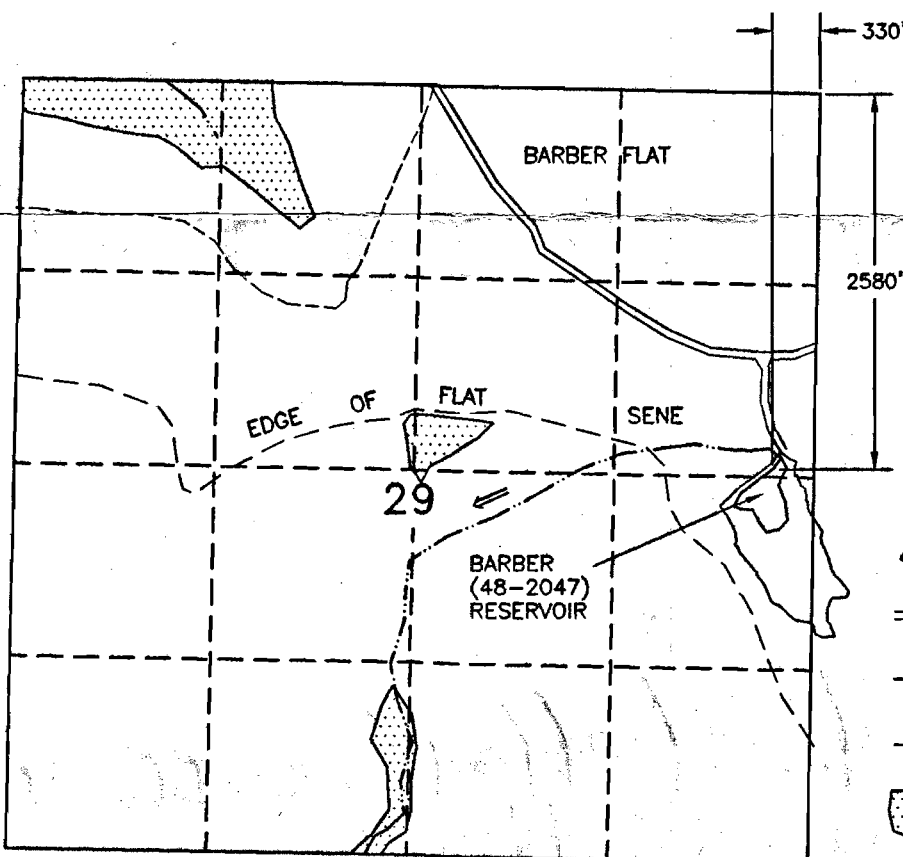 330'
BARBER FLAT
2580'
EDGE OF FLAT SENE
29
BARBER
(48-2047)
RESERVOIR